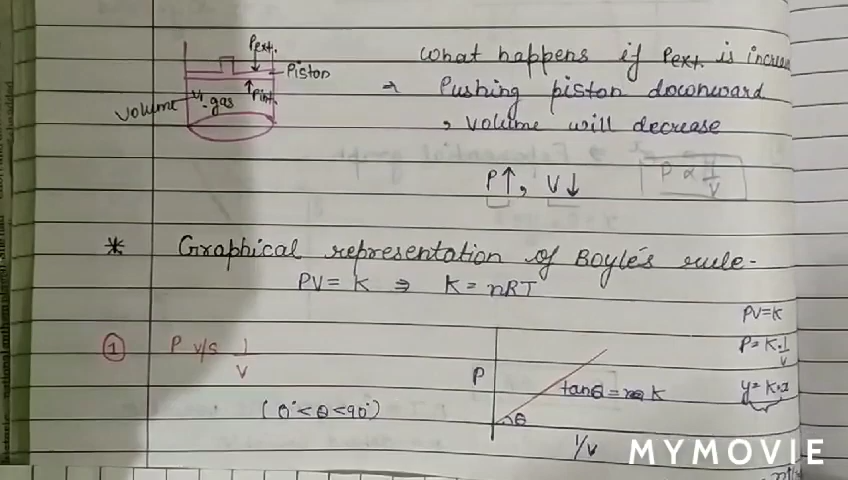 Pext.
Piston
Pint.
V1 gas
Volume
What happens if Pext. is
Pushing piston downward
, volume will decrease
P↑, V↓
P ∝ 1/V
* Graphical representation of Boyle's rule-
PV = K ⇒ K = nRT
① P v/s 1/V
(0° < θ < 90°)
P
tanθ = K
θ
1/V
PV=K
P= K·1/V
y= K·x
MYMOVIE